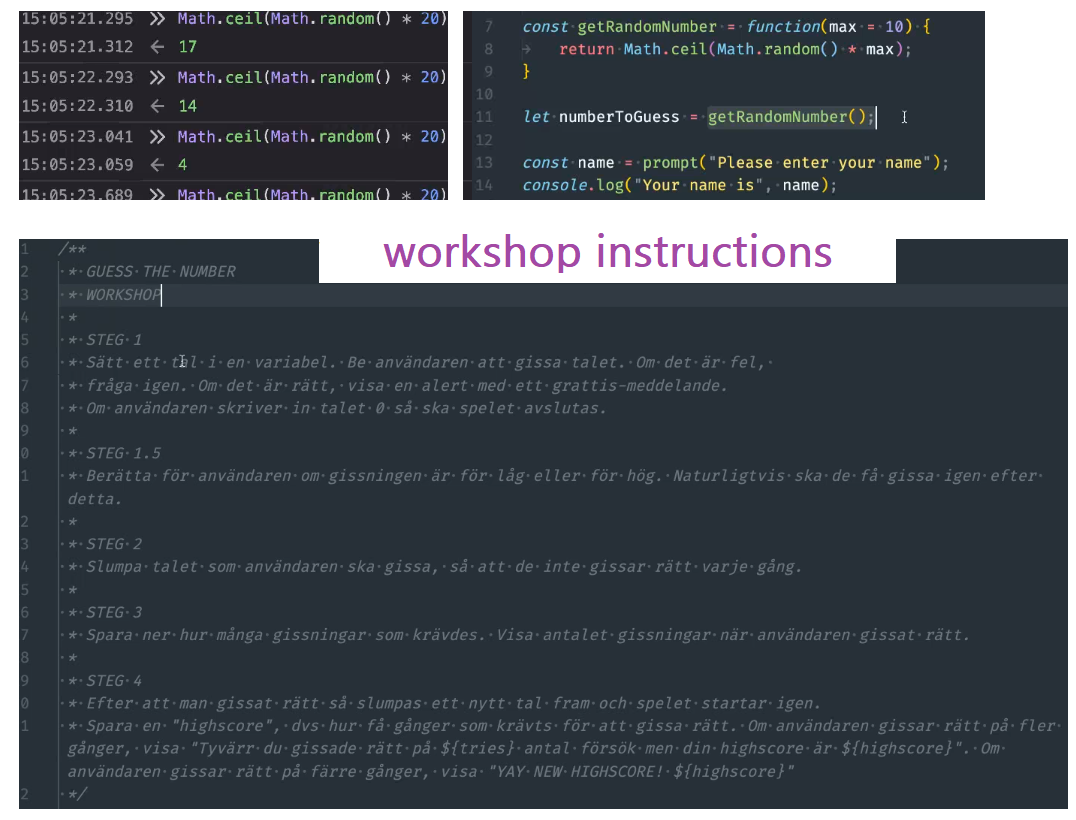 15:05:21.295 >> Math.ceil(Math.random() * 20)
15:05:21.312 ← 17
15:05:22.293 >> Math.ceil(Math.random() * 20)
15:05:22.310 ← 14
15:05:23.041 >> Math.ceil(Math.random() * 20)
15:05:23.059 ← 4
15:05:23.689 >> Math.ceil(Math.random() * 20)
7 const getRandomNumber = function(max = 10) {
8 return Math.ceil(Math.random() * max);
9 }
10
11 let numberToGuess = getRandomNumber();
12
13 const name = prompt("Please enter your name");
14 console.log("Your name is", name);
workshop instructions
1 /**
2 * GUESS THE NUMBER
3 * WORKSHOP
4 *
5 * STEG 1
6 * Sätt ett tal i en variabel. Be användaren att gissa talet. Om det är fel,
7 * fråga igen. Om det är rätt, visa en alert med ett grattis-meddelande.
8 * Om användaren skriver in talet 0 så ska spelet avslutas.
9 *
0 * STEG 1.5
1 * Berätta för användaren om gissningen är för låg eller för hög. Naturligtvis ska de få gissa igen efter
detta.
2 *
3 * STEG 2
4 * Slumpa talet som användaren ska gissa, så att de inte gissar rätt varje gång.
5 *
6 * STEG 3
7 * Spara ner hur många gissningar som krävdes. Visa antalet gissningar när användaren gissat rätt.
8 *
9 * STEG 4
0 * Efter att man gissat rätt så slumpas ett nytt tal fram och spelet startar igen.
1 * Spara en "highscore", dvs hur få gånger som krävts för att gissa rätt. Om användaren gissar rätt på fler
gånger, visa "Tyvärr du gissade rätt på ${tries} antal försök men din highscore är ${highscore}". Om
användaren gissar rätt på färre gånger, visa "YAY NEW HIGHSCORE! ${highscore}"
2 */